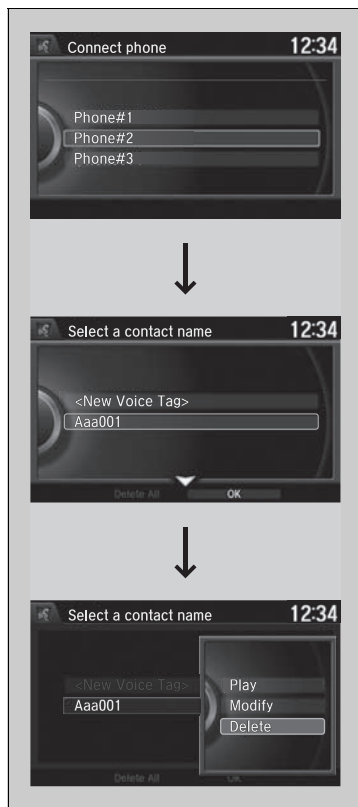 Connect phone 12:34
Phone#1
Phone#2
Phone#3
Select a contact name 12:34
<New Voice Tag>
Aaa001
Delete All OK
Select a contact name 12:34
<New Voice Tag> Play
Aaa001 Modify
Delete
Delete All OK